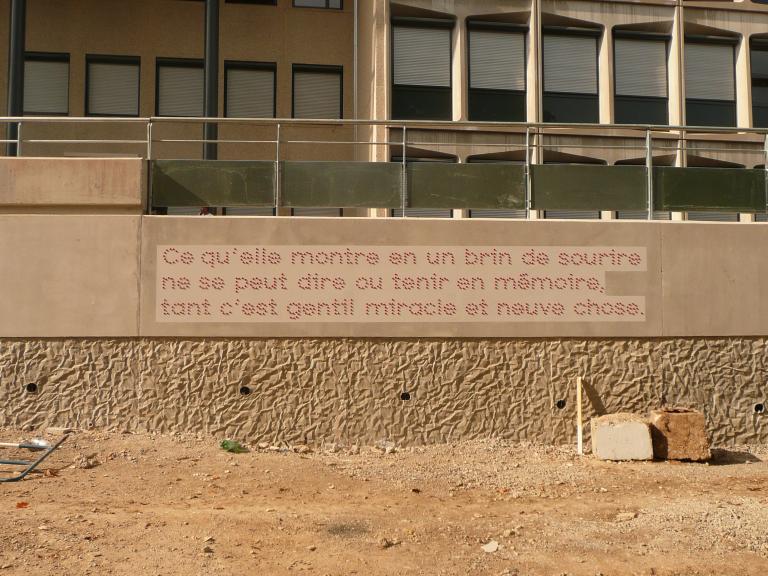 Ce qu'elle montre en un brin de sourire
ne se peut dire ou tenir en mémoire,
tant c'est gentil miracle et neuve chose.